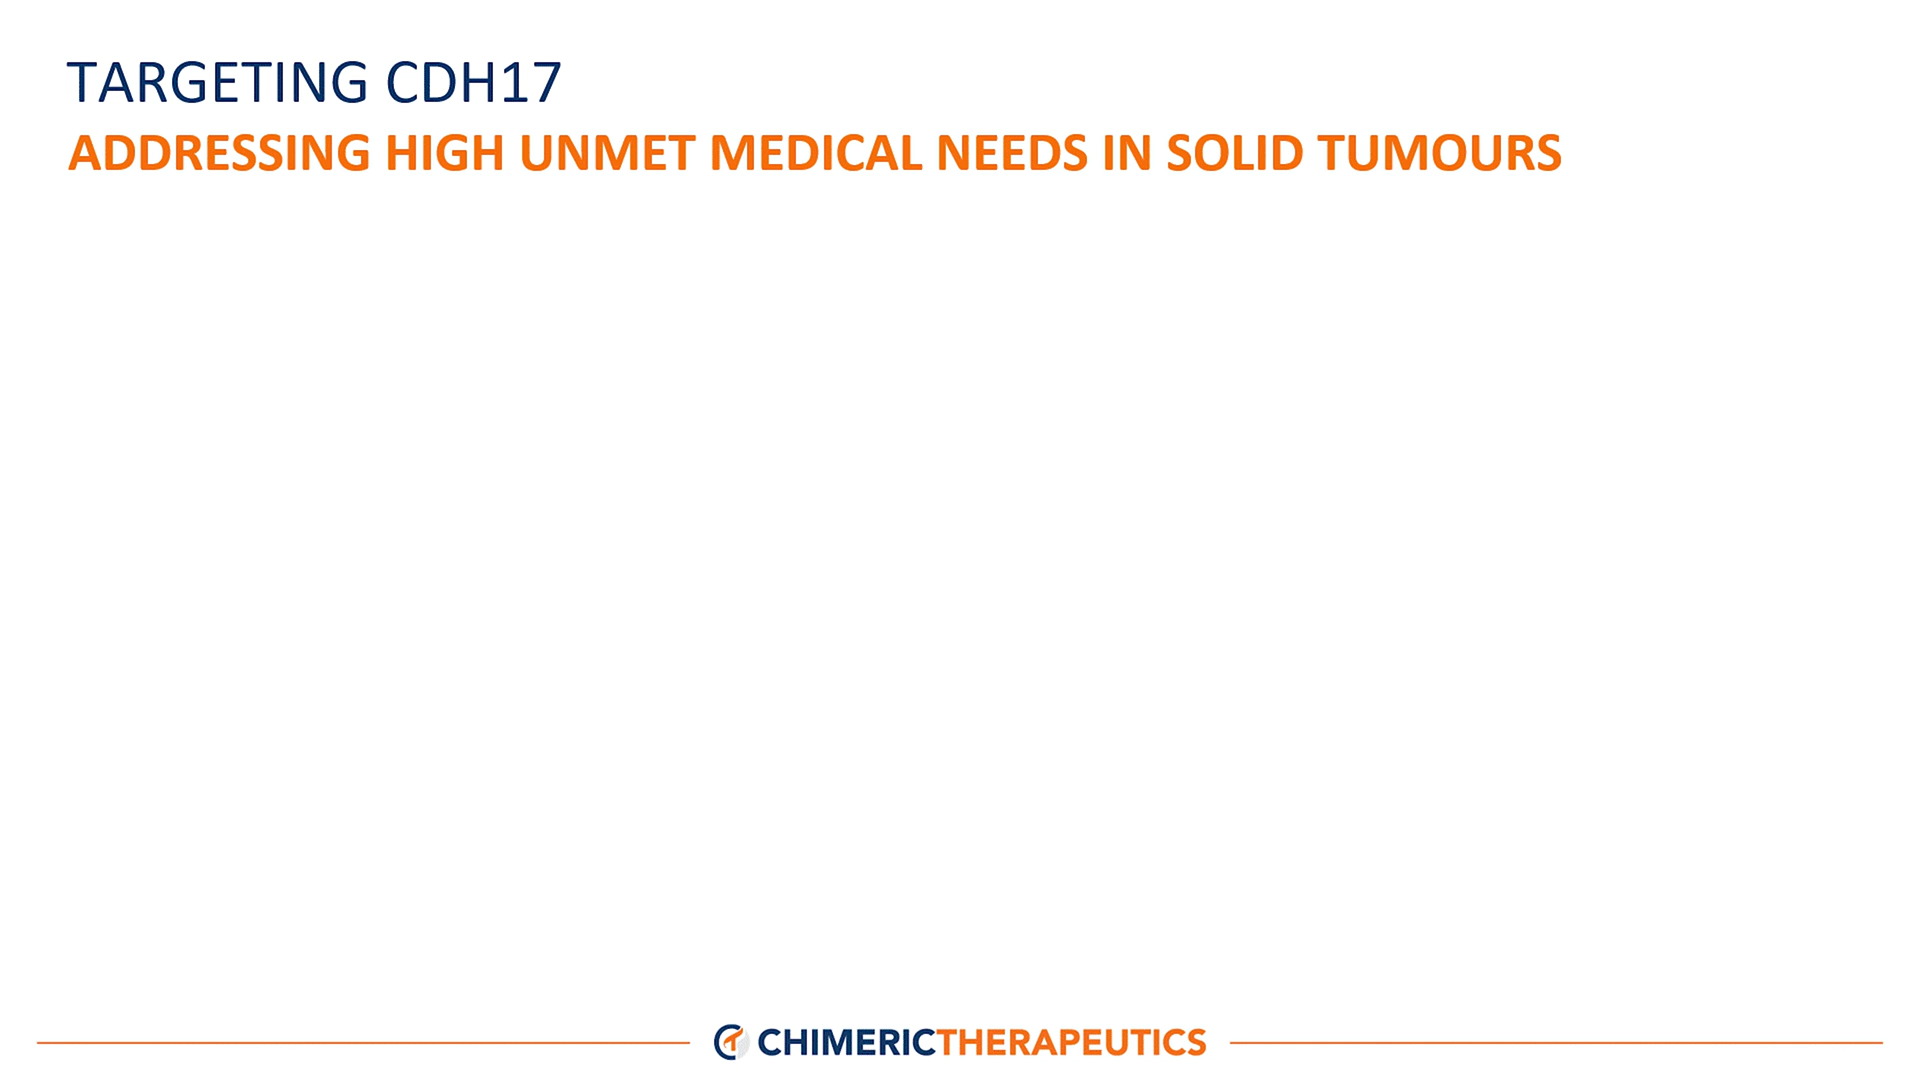 TARGETING CDH17
ADDRESSING HIGH UNMET MEDICAL NEEDS IN SOLID TUMOURS
CHIMERICTHERAPEUTICS